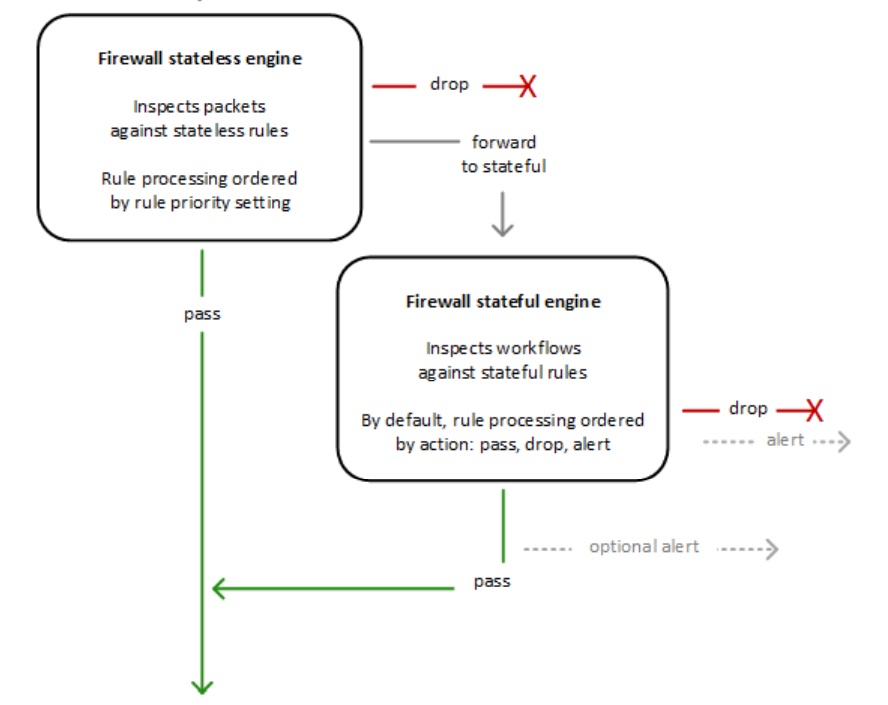 Firewall stateless engine
Inspects packets
against stateless rules
Rule processing ordered
by rule priority setting
drop
forward
to stateful
pass
Firewall stateful engine
Inspects workflows
against stateful rules
By default, rule processing ordered
by action: pass, drop, alert
drop
alert
optional alert
pass